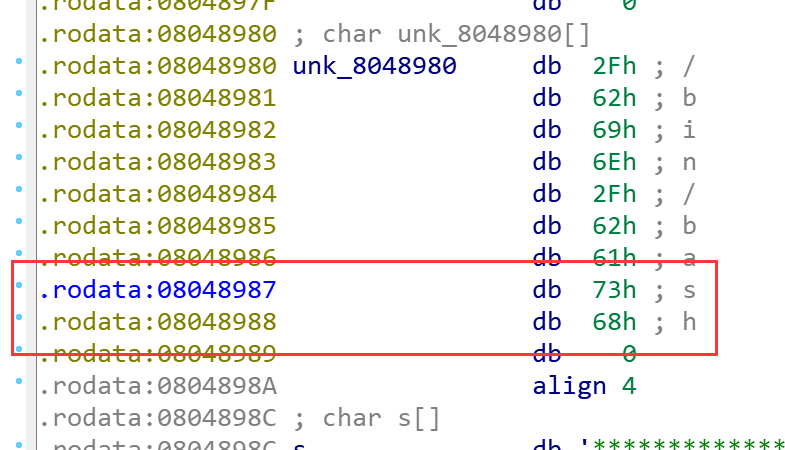 .rodata:0804897F db 0
.rodata:08048980 ; char unk_8048980[]
.rodata:08048980 unk_8048980 db 2Fh ; /
.rodata:08048981 db 62h ; b
.rodata:08048982 db 69h ; i
.rodata:08048983 db 6Eh ; n
.rodata:08048984 db 2Fh ; /
.rodata:08048985 db 62h ; b
.rodata:08048986 db 61h ; a
.rodata:08048987 db 73h ; s
.rodata:08048988 db 68h ; h
.rodata:08048989 db 0
.rodata:0804898A align 4
.rodata:0804898C ; char s[]
.rodata:0804898C s db '*************